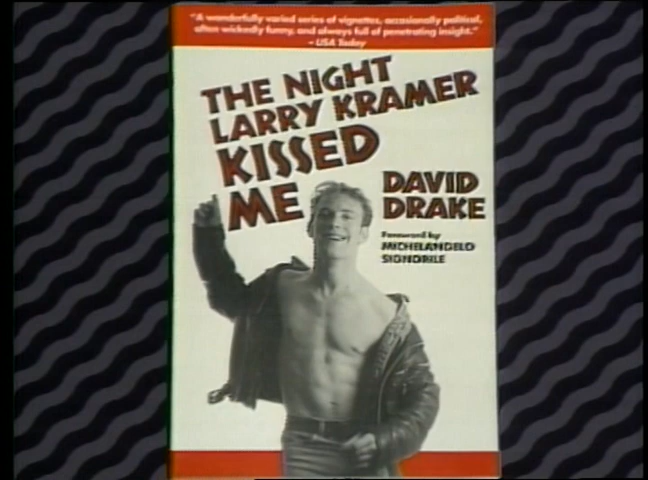 "A wonderfully varied series of vignettes, occasionally political,
often wickedly funny, and always full of penetrating insight."
– USA Today
THE NIGHT
LARRY KRAMER
KISSED
ME
DAVID
DRAKE
Foreword by
MICHELANGELO
SIGNORILE